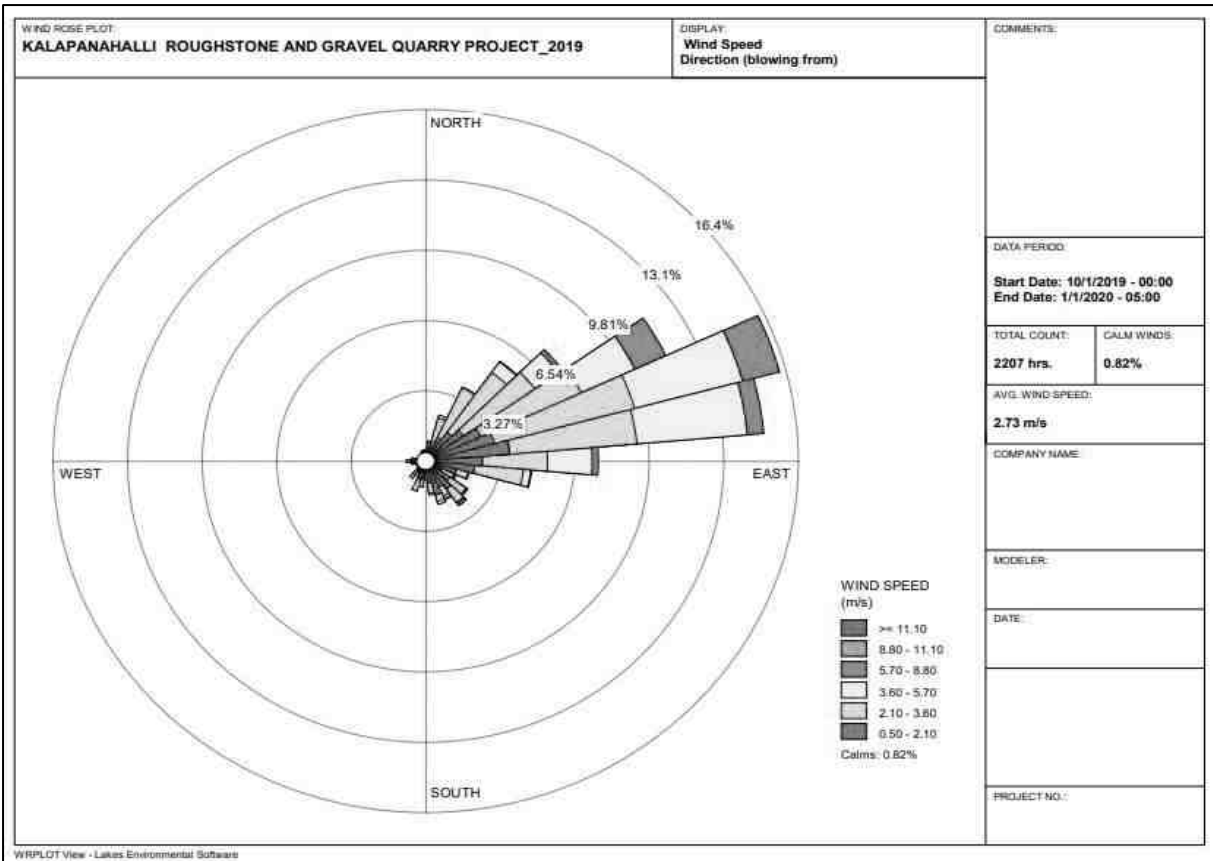 WIND ROSE PLOT:
KALAPANAHALLI ROUGHSTONE AND GRAVEL QUARRY PROJECT_2019
DISPLAY:
Wind Speed
Direction (blowing from)
COMMENTS:
NORTH
16.4%
13.1%
9.81%
6.54%
3.27%
WEST
EAST
SOUTH
WIND SPEED
(m/s)
>= 11.10
8.80 - 11.10
5.70 - 8.80
3.60 - 5.70
2.10 - 3.60
0.50 - 2.10
Calms: 0.82%
DATA PERIOD:
Start Date: 10/1/2019 - 00:00
End Date: 1/1/2020 - 05:00
TOTAL COUNT:
2207 hrs.
CALM WINDS:
0.82%
AVG. WIND SPEED:
2.73 m/s
COMPANY NAME:
MODELER:
DATE:
PROJECT NO.:
WRPLOT View - Lakes Environmental Software